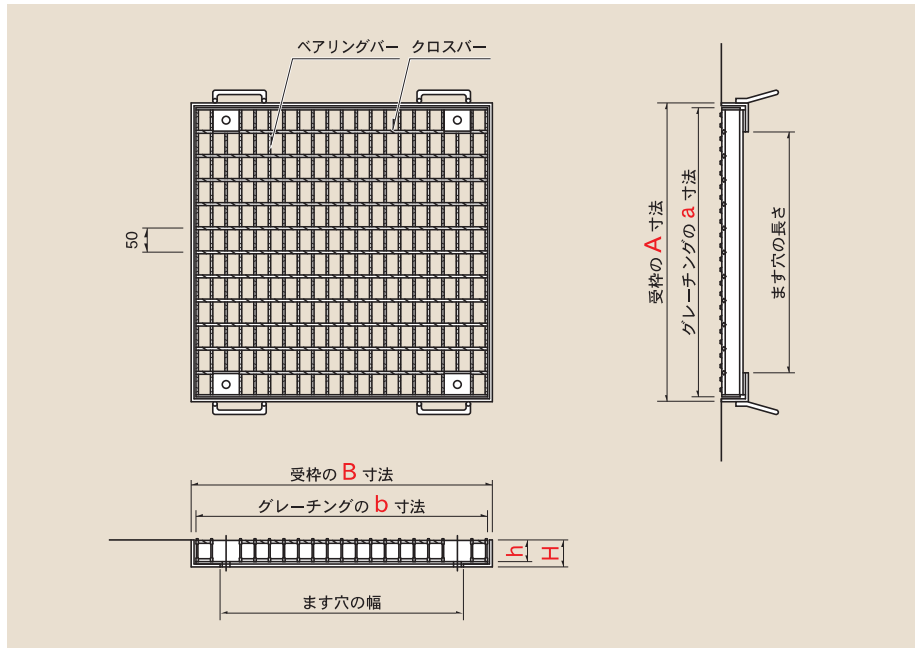 ベアリングバー クロスバー
50
受枠のA寸法
グレーチングのa寸法
ます穴の長さ
受枠のB寸法
グレーチングのb寸法
h H
ます穴の幅